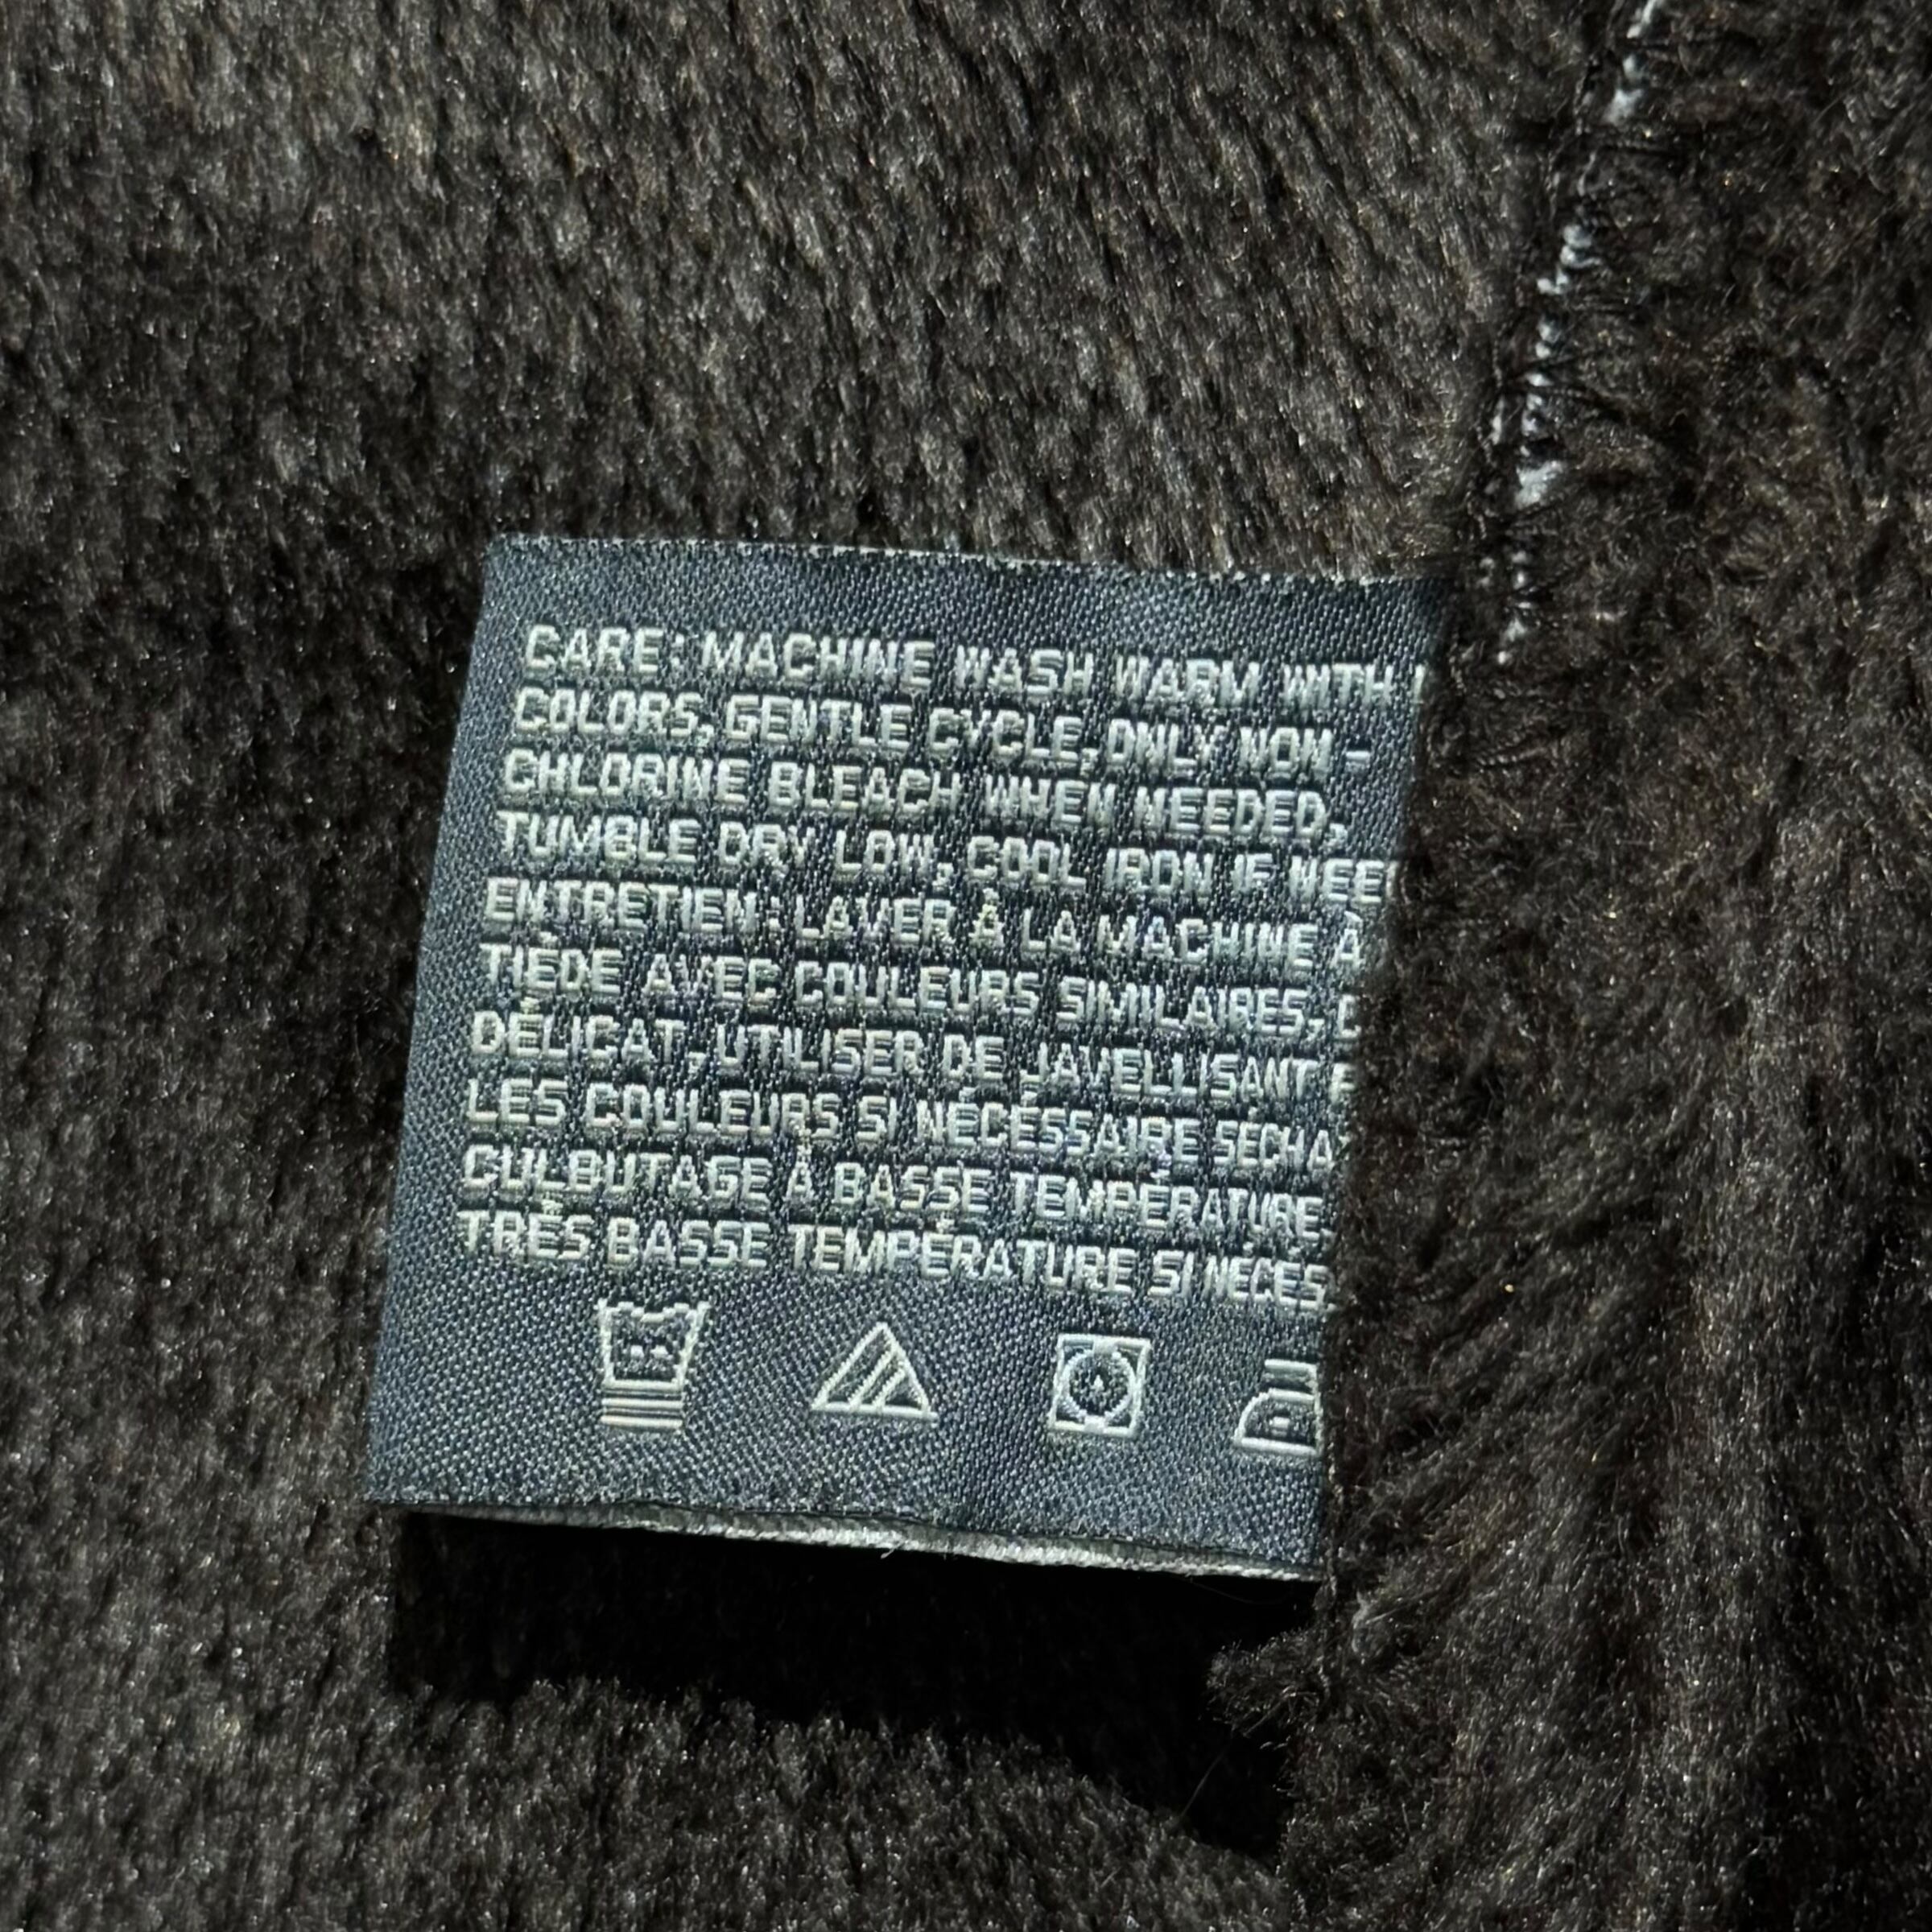 CARE: MACHINE WASH WARM WITH
COLORS, GENTLE CYCLE, ONLY NON-
CHLORINE BLEACH WHEN NEEDED,
TUMBLE DRY LOW, COOL IRON IF
ENTRETIEN: LAVER À LA MACHINE À
TIÈDE AVEC COULEURS SIMILAIRES,
DÉLICAT, UTILISER DE JAVELLISANT
LES COULEURS SI NÉCÉSSAIRE
CULBUTAGE À BASSE TEMPÉRATURE.
TRÈS BASSE TEMPÉRATURE SI